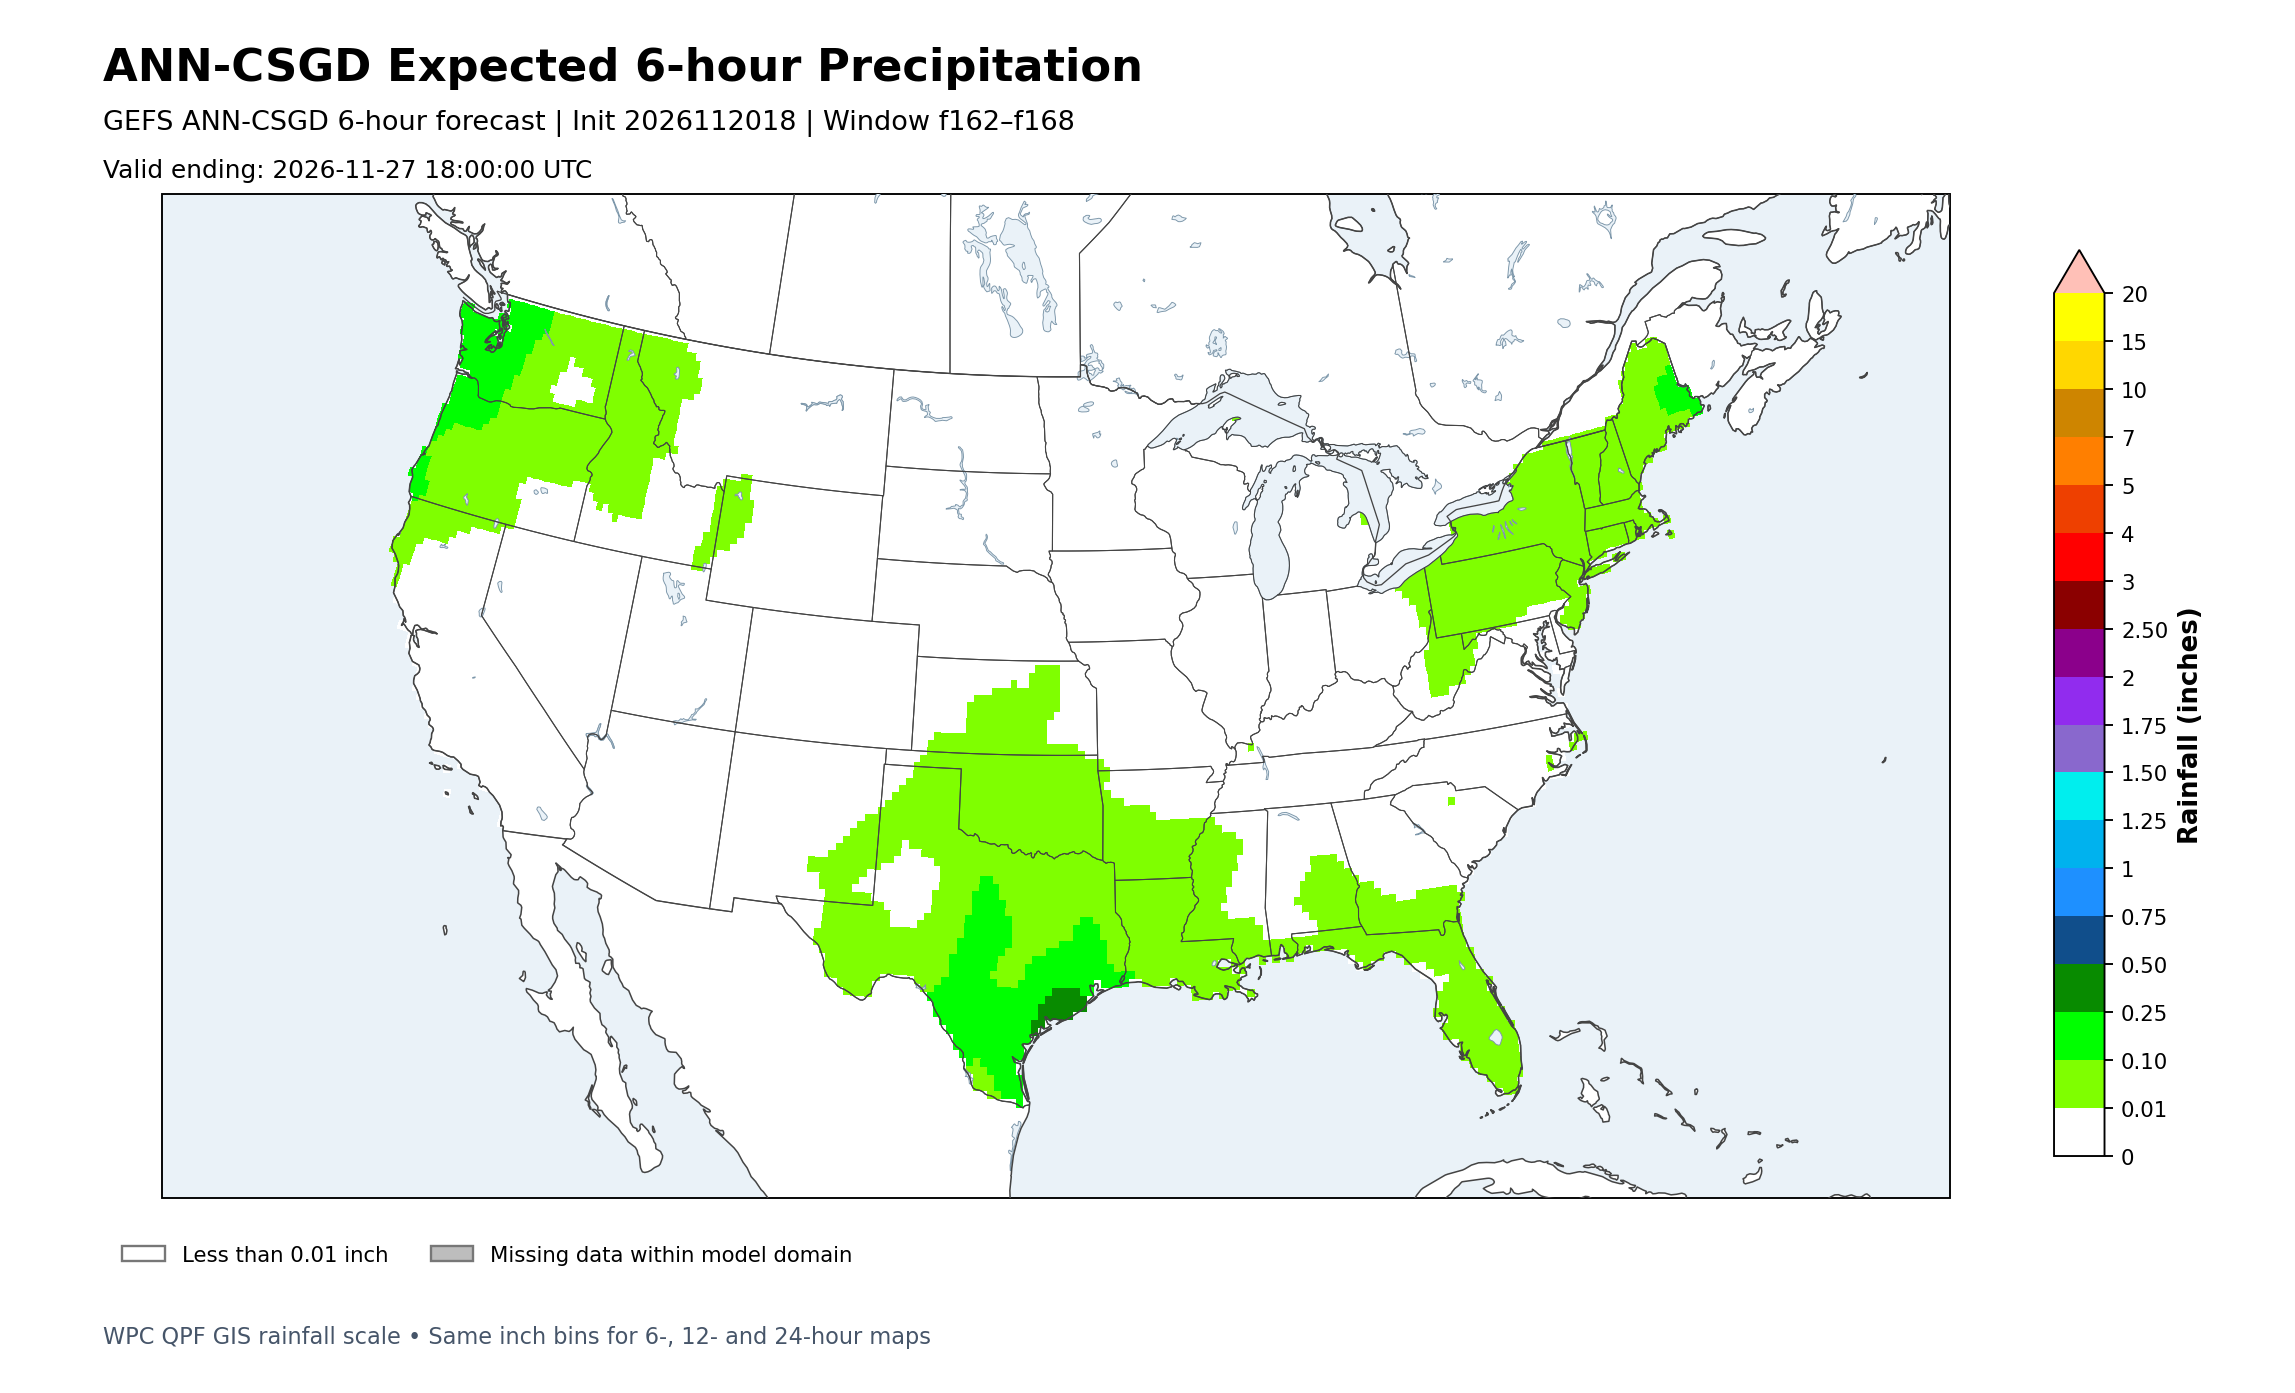 ANN-CSGD Expected 6-hour Precipitation
GEFS ANN-CSGD 6-hour forecast | Init 2026112018 | Window f162–f168
Valid ending: 2026-11-27 18:00:00 UTC
20
15
10
7
5
4
3
2.50
2
1.75
1.50
1.25
1
0.75
0.50
0.25
0.10
0.01
0
Rainfall (inches)
Less than 0.01 inch
Missing data within model domain
WPC QPF GIS rainfall scale • Same inch bins for 6-, 12- and 24-hour maps